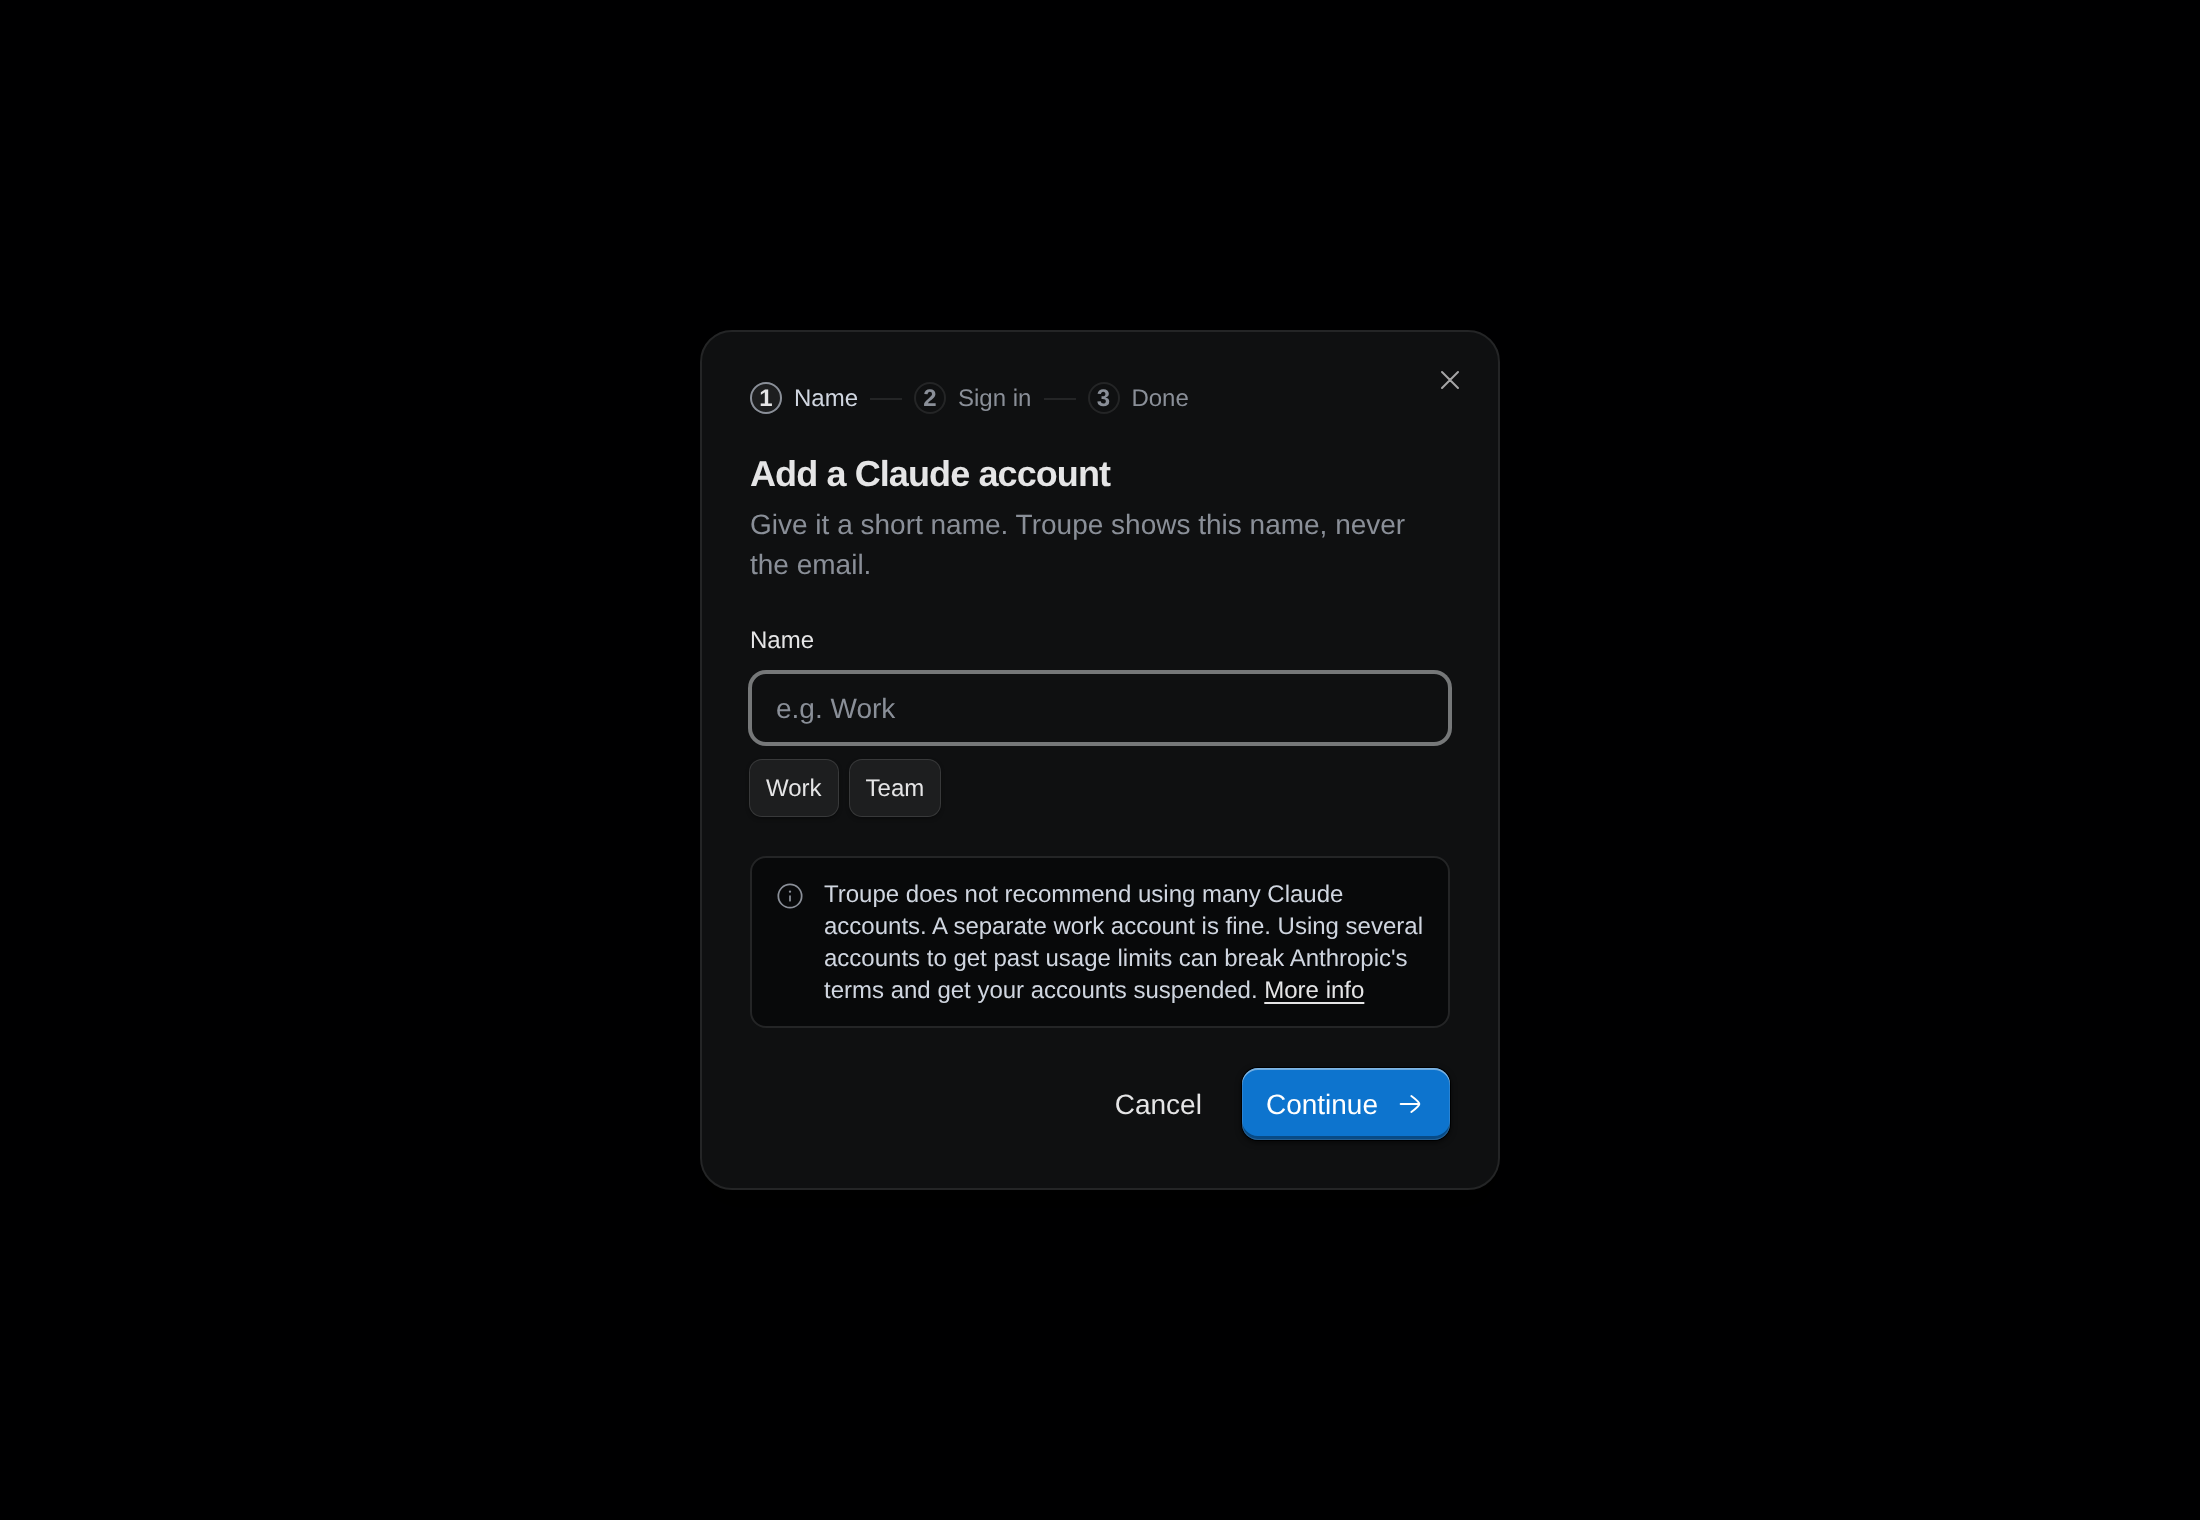 1 Name 2 Sign in 3 Done
Add a Claude account
Give it a short name. Troupe shows this name, never
the email.
Name
e.g. Work
Work Team
Troupe does not recommend using many Claude
accounts. A separate work account is fine. Using several
accounts to get past usage limits can break Anthropic's
terms and get your accounts suspended. More info
Cancel Continue